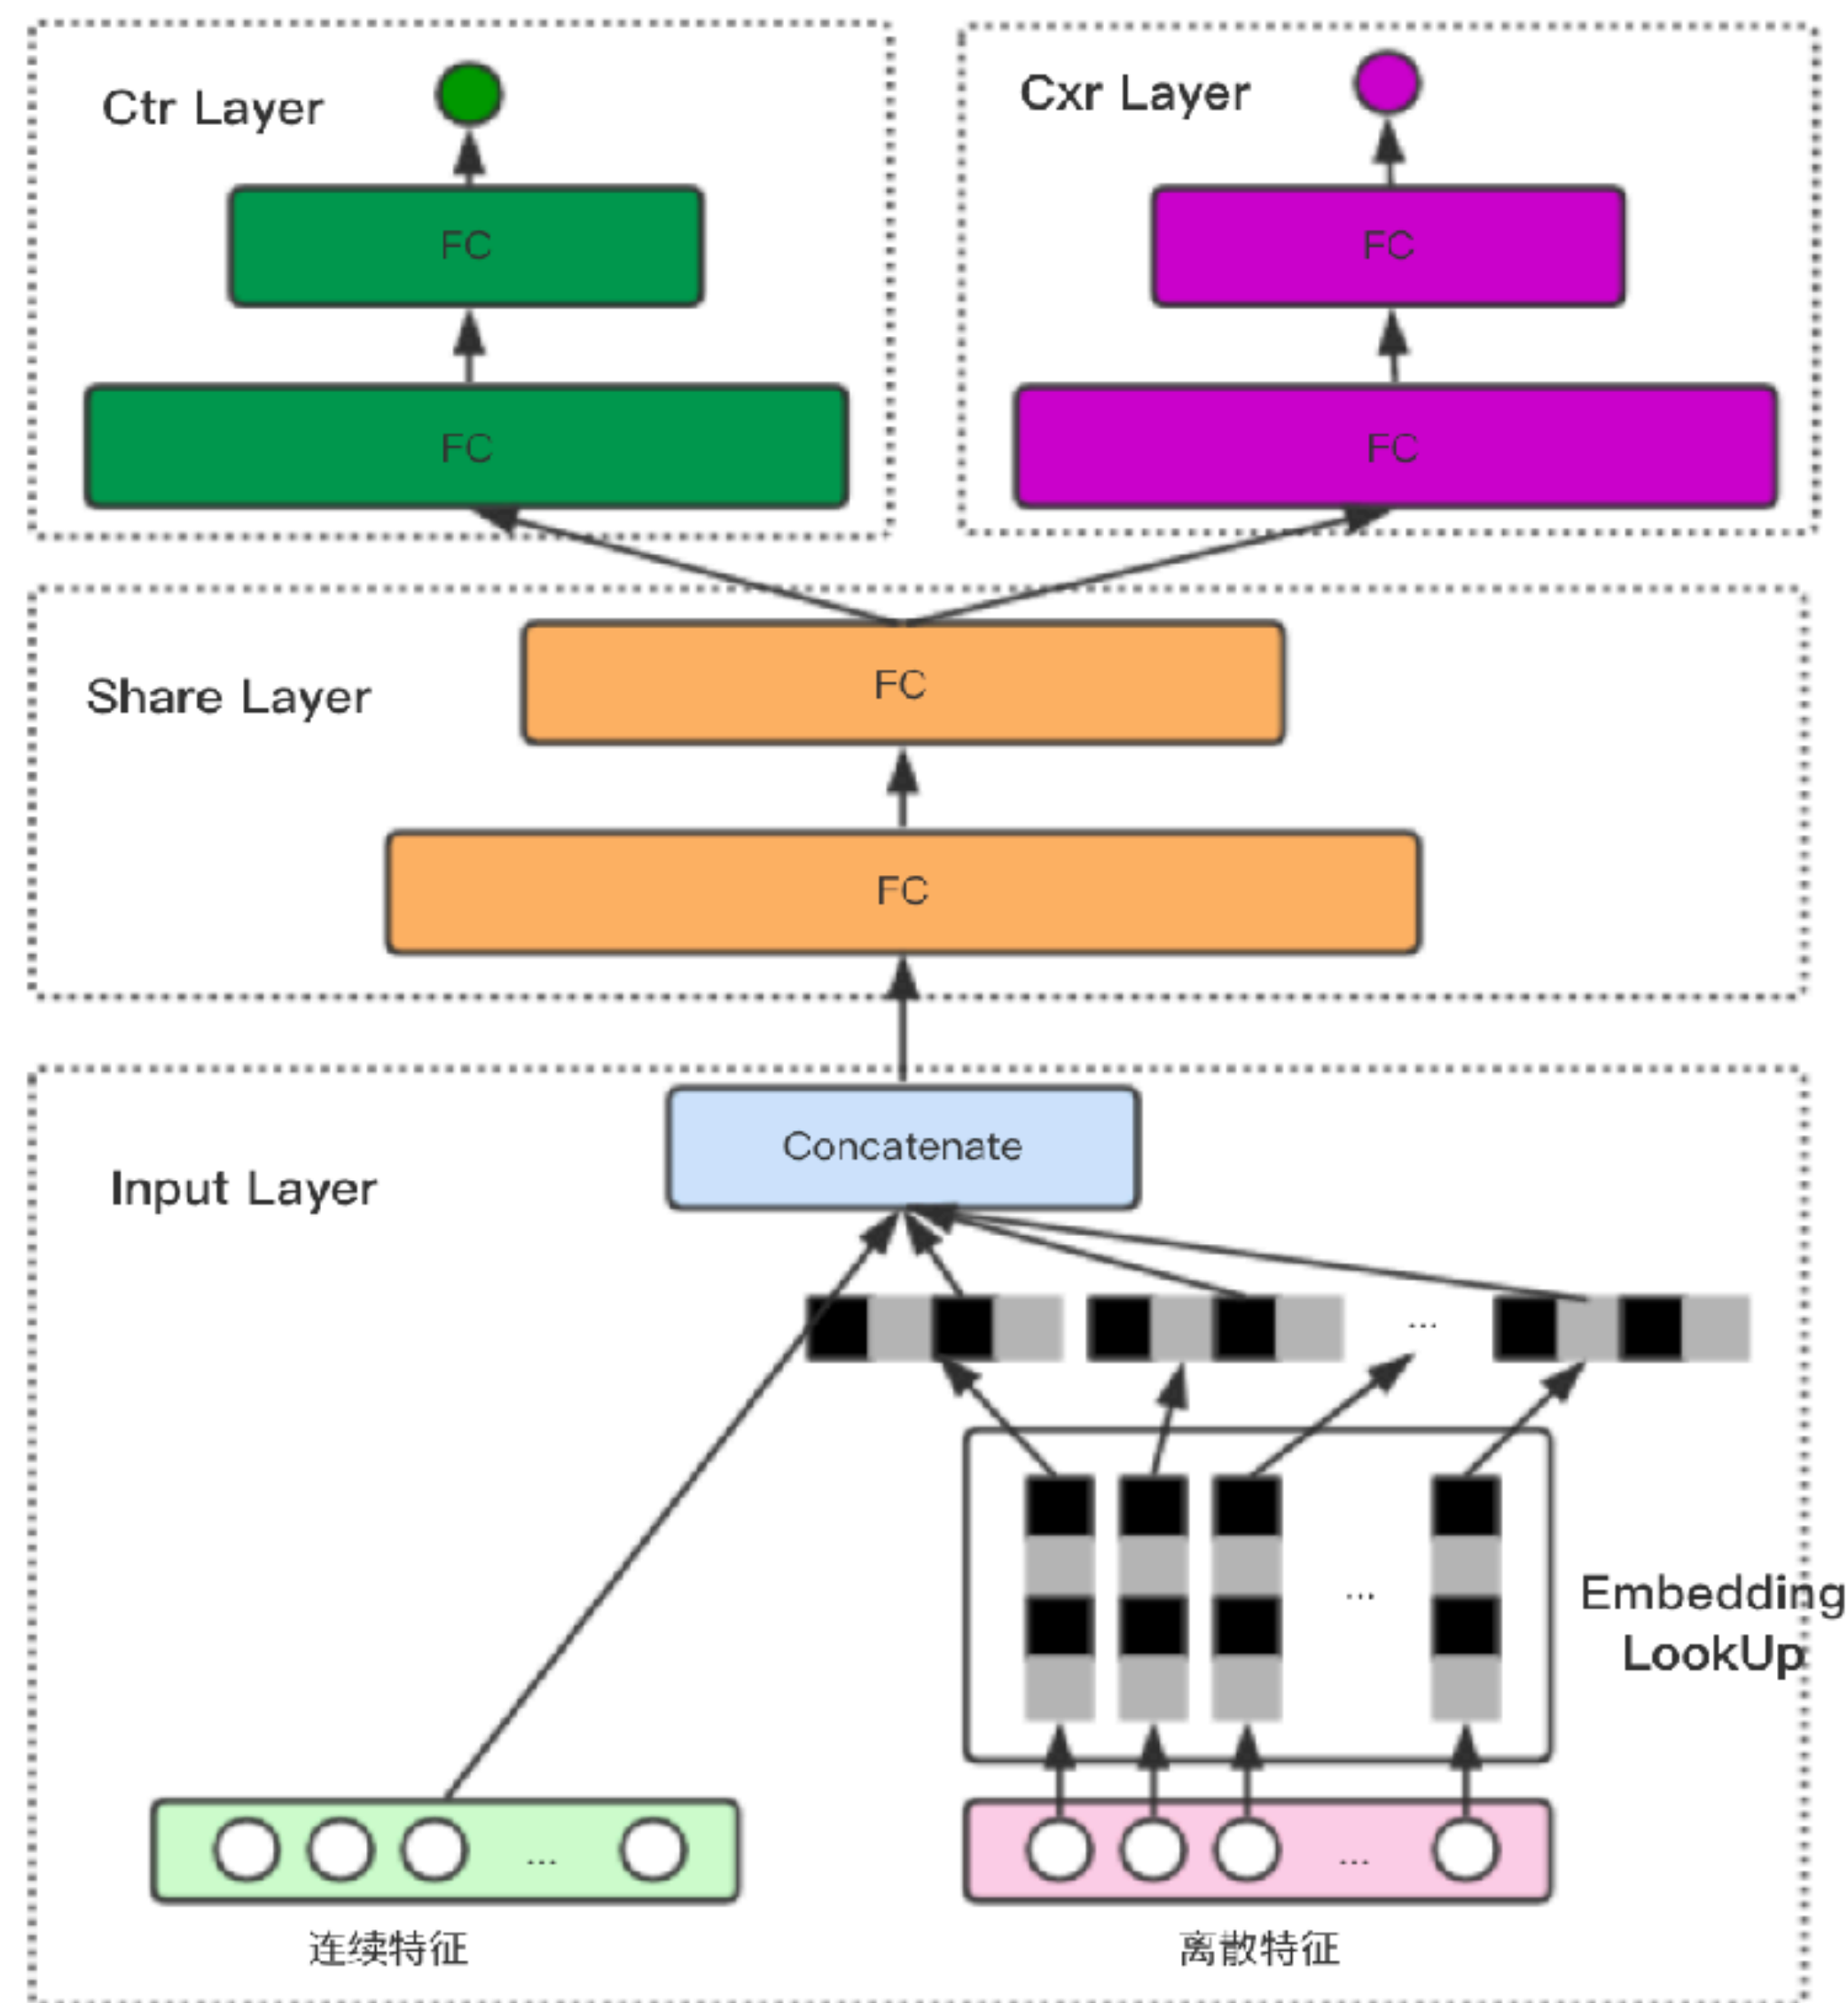 Ctr Layer
Cxr Layer
FC
FC
FC
FC
Share Layer
FC
FC
Input Layer
Concatenate
...
...
Embedding
LookUp
...
...
连续特征
离散特征